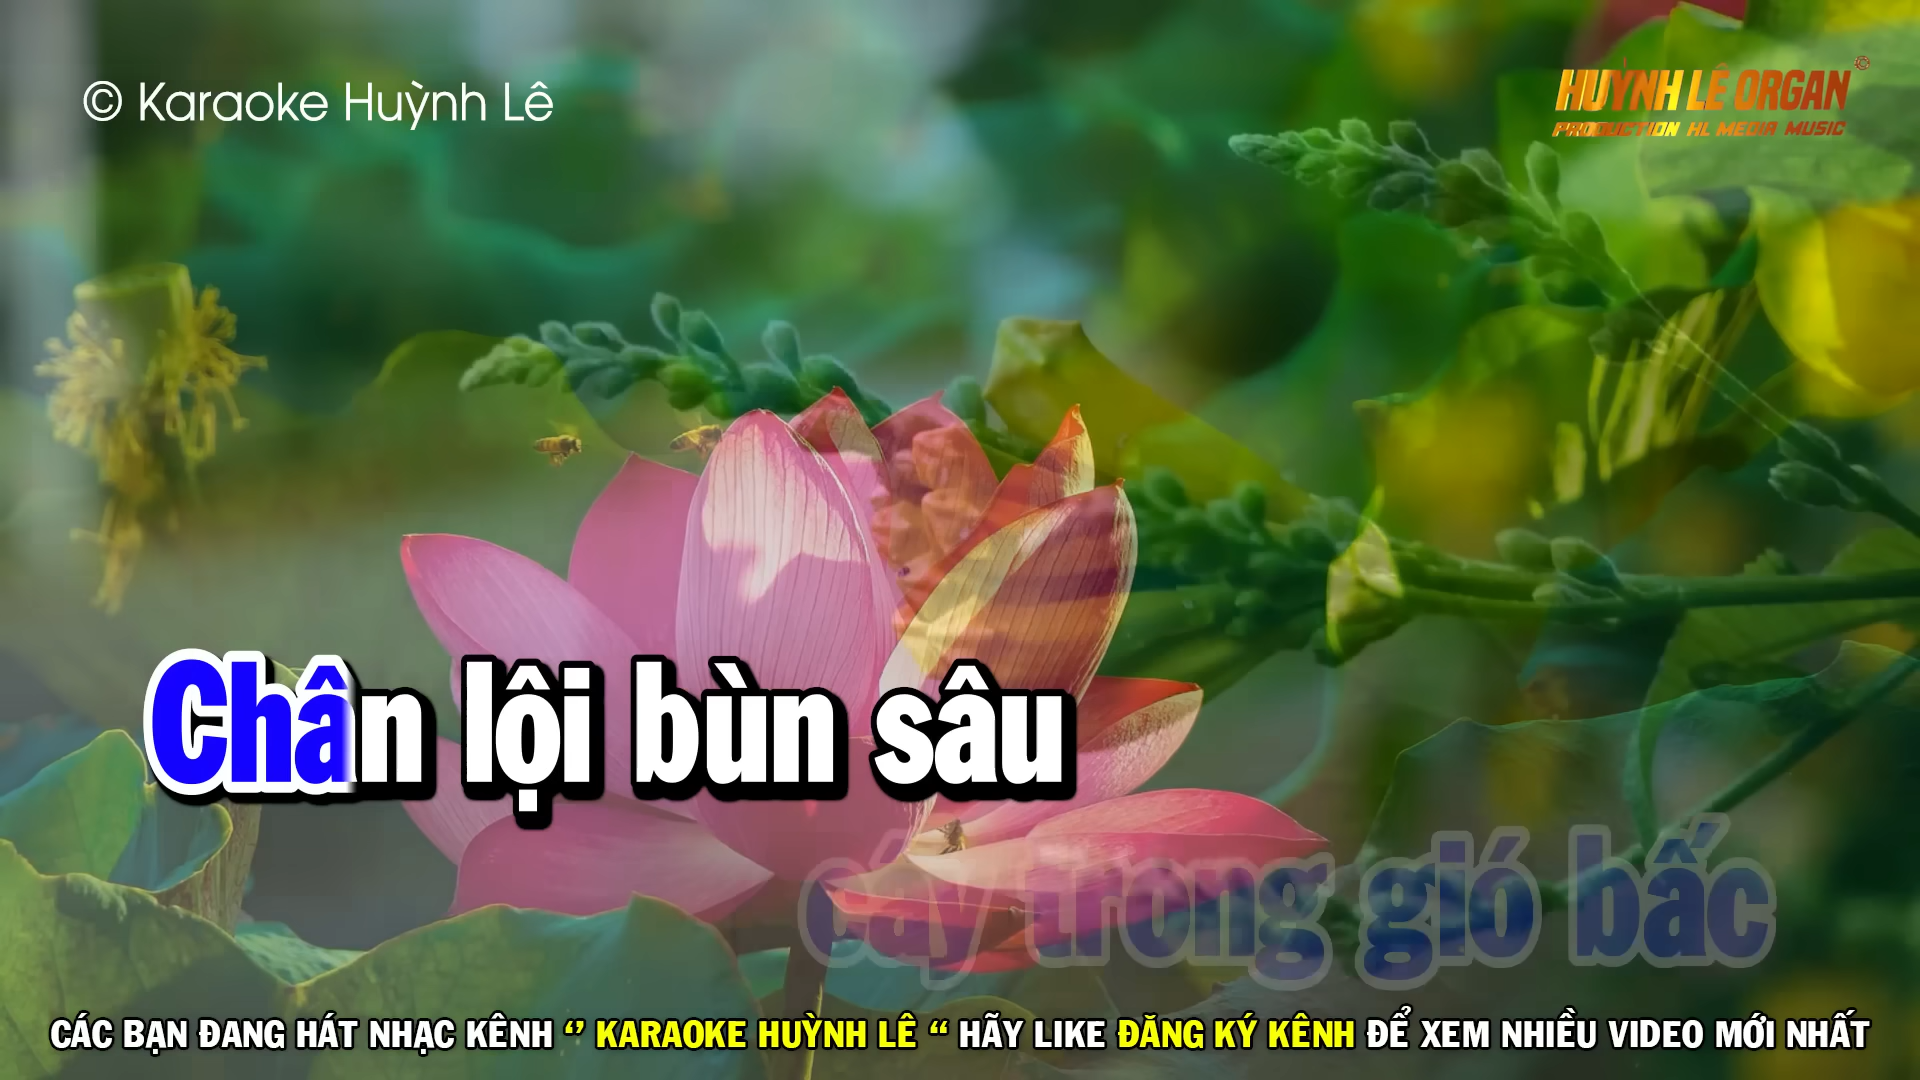 © Karaoke Huỳnh Lê
HUỲNH LÊ ORGAN
PRODUCTION HL MEDIA MUSIC
Chân lội bùn sâu
cáy trong gió bấc
CÁC BẠN ĐANG HÁT NHẠC KÊNH ‘’ KARAOKE HUỲNH LÊ “ HÃY LIKE ĐĂNG KÝ KÊNH ĐỂ XEM NHIỀU VIDEO MỚI NHẤT